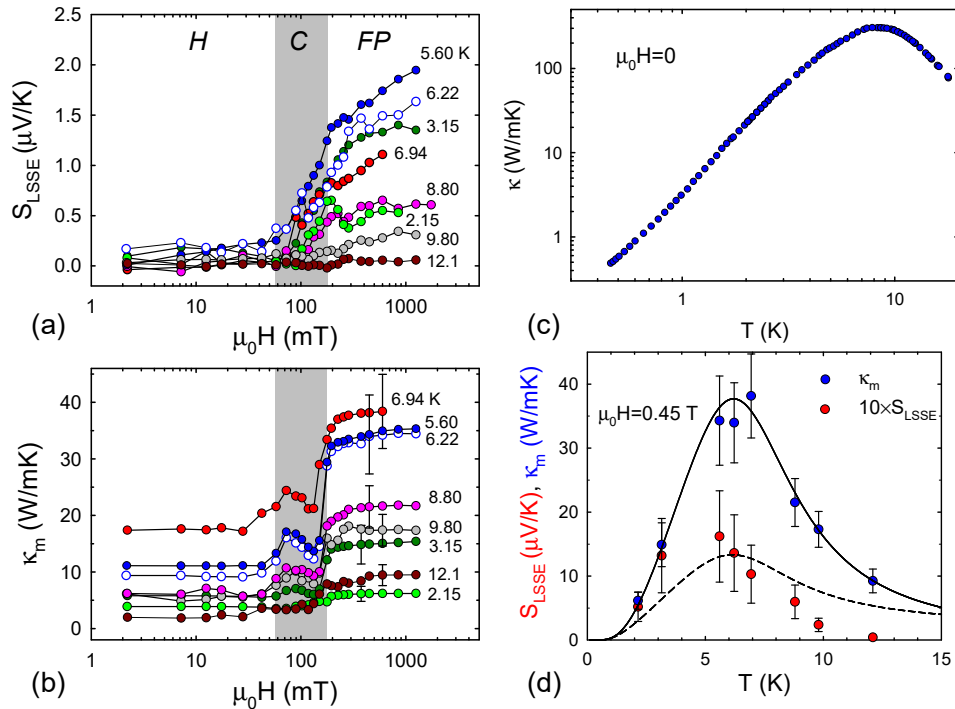 H C FP
S_LSSE (μV/K)
2.5
2.0
1.5
1.0
0.5
0.0
5.60 K
6.22
3.15
6.94
8.80
2.15
9.80
12.1
1 10 100 1000
μ₀H (mT)
(a)
κ (W/mK)
100
10
1
μ₀H=0
1 10
T (K)
(c)
κ_m (W/mK)
40
30
20
10
0
6.94 K
5.60
6.22
8.80
9.80
3.15
12.1
2.15
1 10 100 1000
μ₀H (mT)
(b)
S_LSSE (μV/K), κ_m (W/mK)
40
30
20
10
0
μ₀H=0.45 T
κ_m
10×S_LSSE
0 5 10 15
T (K)
(d)